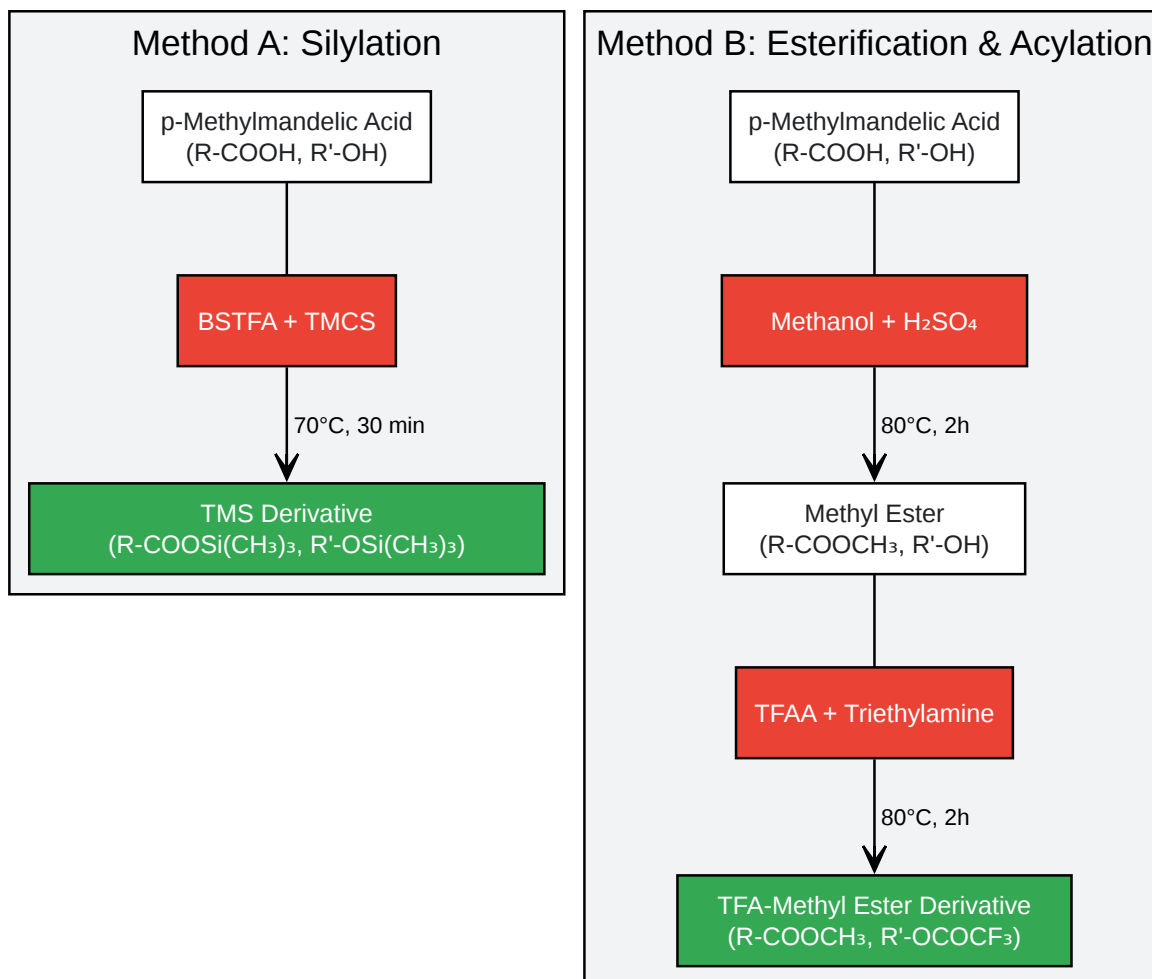 Method A: Silylation
p-Methylmandelic Acid
(R-COOH, R'-OH)
BSTFA + TMCS
70°C, 30 min
TMS Derivative
(R-COOSi(CH₃)₃, R'-OSi(CH₃)₃)
Method B: Esterification & Acylation
p-Methylmandelic Acid
(R-COOH, R'-OH)
Methanol + H₂SO₄
80°C, 2h
Methyl Ester
(R-COOCH₃, R'-OH)
TFAA + Triethylamine
80°C, 2h
TFA-Methyl Ester Derivative
(R-COOCH₃, R'-OCOCF₃)